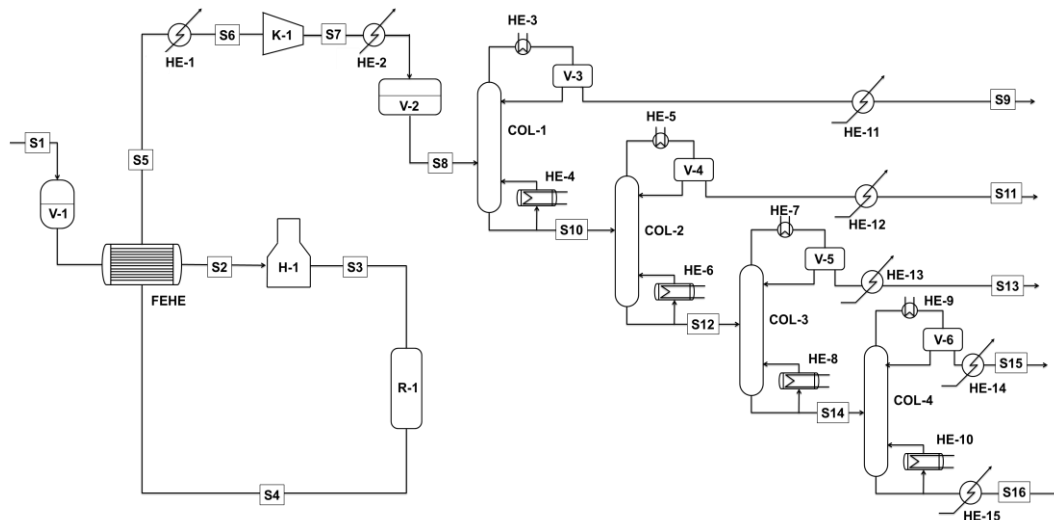 HE-3
S6
K-1
S7
HE-1
HE-2
V-3
V-2
S9
COL-1
HE-5
HE-11
S1
S5
S8
V-4
HE-4
S11
V-1
HE-7
HE-12
S10
COL-2
S2
H-1
S3
V-5
HE-13
FEHE
HE-6
S13
HE-9
S12
COL-3
V-6
S15
HE-8
HE-14
R-1
S14
COL-4
HE-10
S4
S16
HE-15